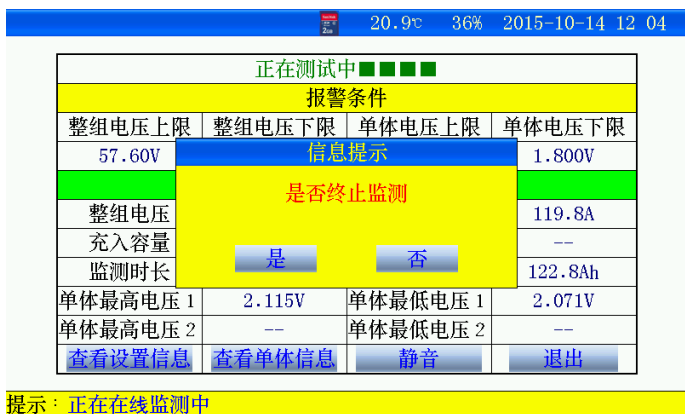 20.9℃ 36% 2015-10-14 12 04
正在测试中■■■■
报警条件
整组电压上限 整组电压下限 单体电压上限 单体电压下限
57.60V 1.800V
信息提示
是否终止监测
是 否
整组电压 119.8A
充入容量 --
监测时长 122.8Ah
单体最高电压1 2.115V 单体最低电压1 2.071V
单体最高电压2 -- 单体最低电压2 --
查看设置信息 查看单体信息 静音 退出
提示：正在在线监测中